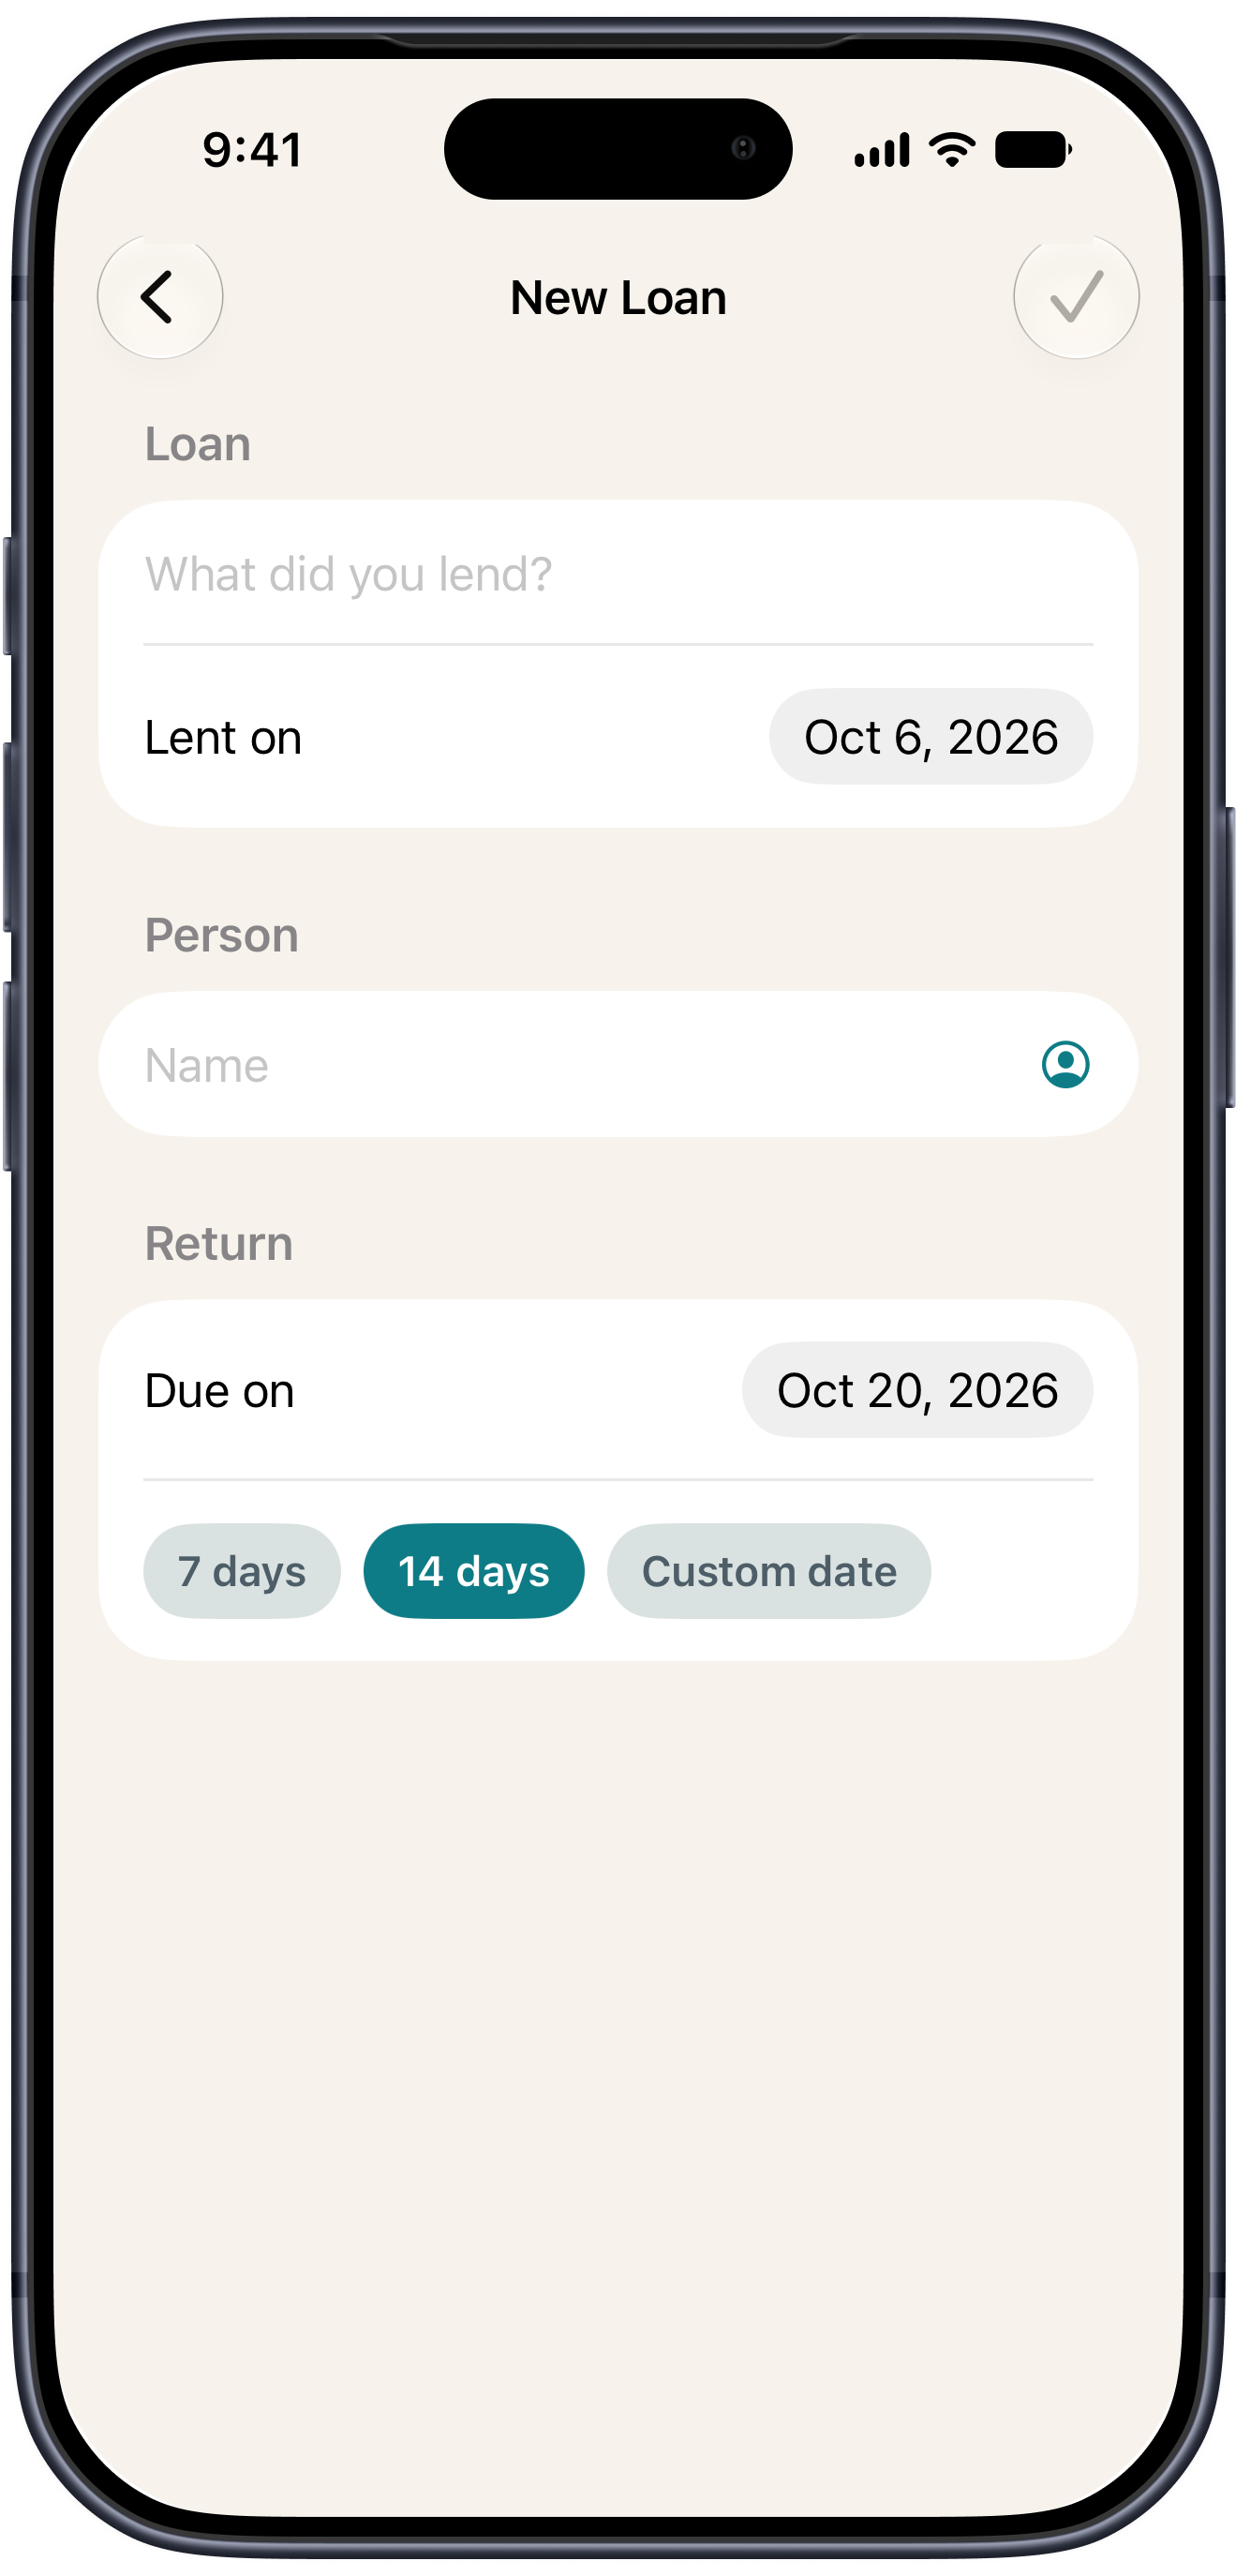 9:41
New Loan
Loan
What did you lend?
Lent on Oct 6, 2026
Person
Name
Return
Due on Oct 20, 2026
7 days 14 days Custom date